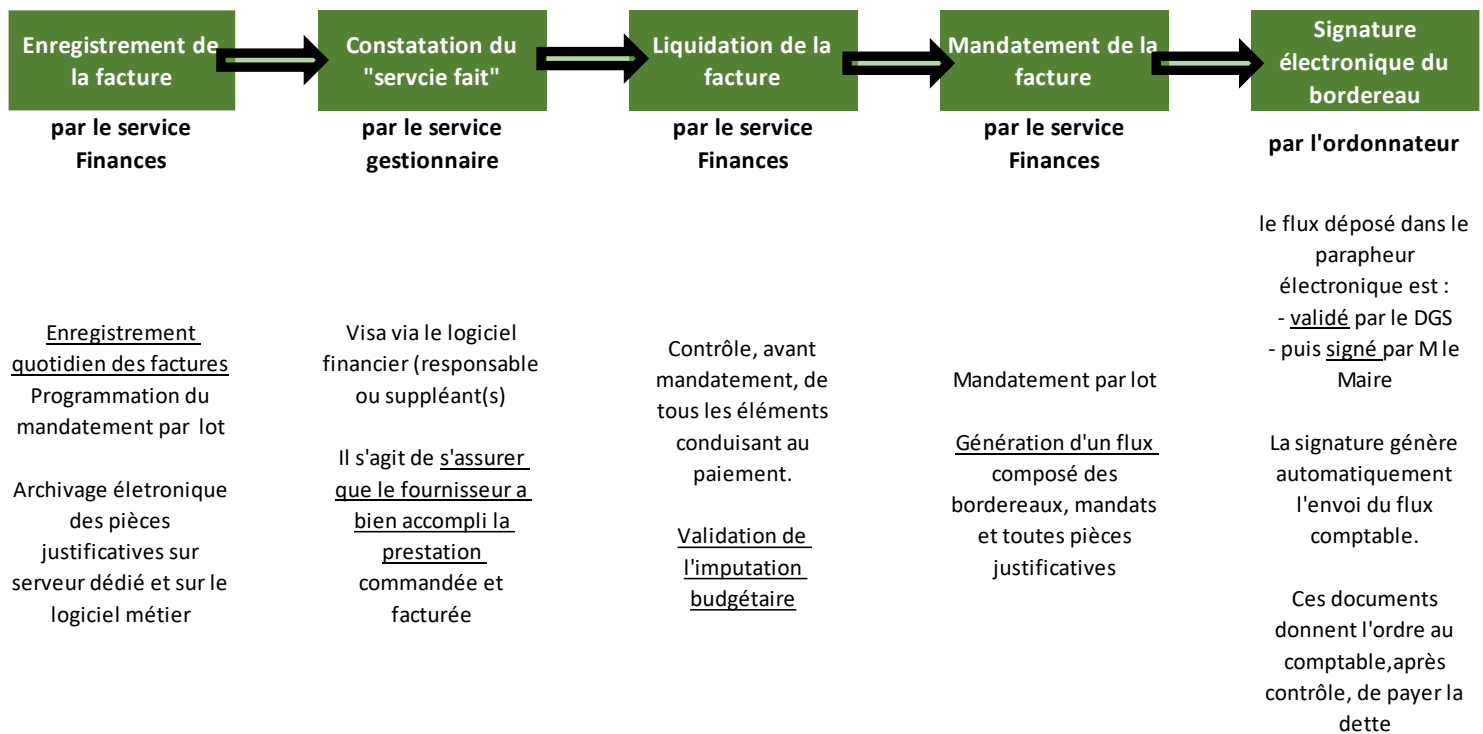 Enregistrement de
la facture
par le service
Finances
Enregistrement
quotidien des factures
Programmation du
mandatement par lot
Archivage életronique
des pièces
justificatives sur
serveur dédié et sur le
logiciel métier
Constatation du
"servcie fait"
par le service
gestionnaire
Visa via le logiciel
financier (responsable
ou suppléant(s)
Il s'agit de s'assurer
que le fournisseur a
bien accompli la
prestation
commandée et
facturée
Liquidation de la
facture
par le service
Finances
Contrôle, avant
mandatement, de
tous les éléments
conduisant au
paiement.
Validation de
l'imputation
budgétaire
Mandatement de la
facture
par le service
Finances
Mandatement par lot
Génération d'un flux
composé des
bordereaux, mandats
et toutes pièces
justificatives
Signature
électronique du
bordereau
par l'ordonnateur
le flux déposé dans le
parapheur
électronique est :
- validé par le DGS
- puis signé par M le
Maire
La signature génère
automatiquement
l'envoi du flux
comptable.
Ces documents
donnent l'ordre au
comptable,après
contrôle, de payer la
dette